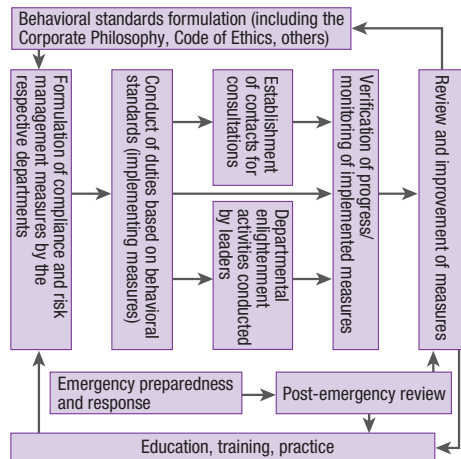 Behavioral standards formulation (including the
Corporate Philosophy, Code of Ethics, others)
Formulation of compliance and risk
management measures by the
respective departments
Conduct of duties based on behavioral
standards (implementing measures)
Establishment
of contacts for
consultations
Departmental
enlightenment
activities conducted
by leaders
Verification of progress/
monitoring of implemented measures
Review and improvement of measures
Emergency preparedness
and response
Post-emergency review
Education, training, practice